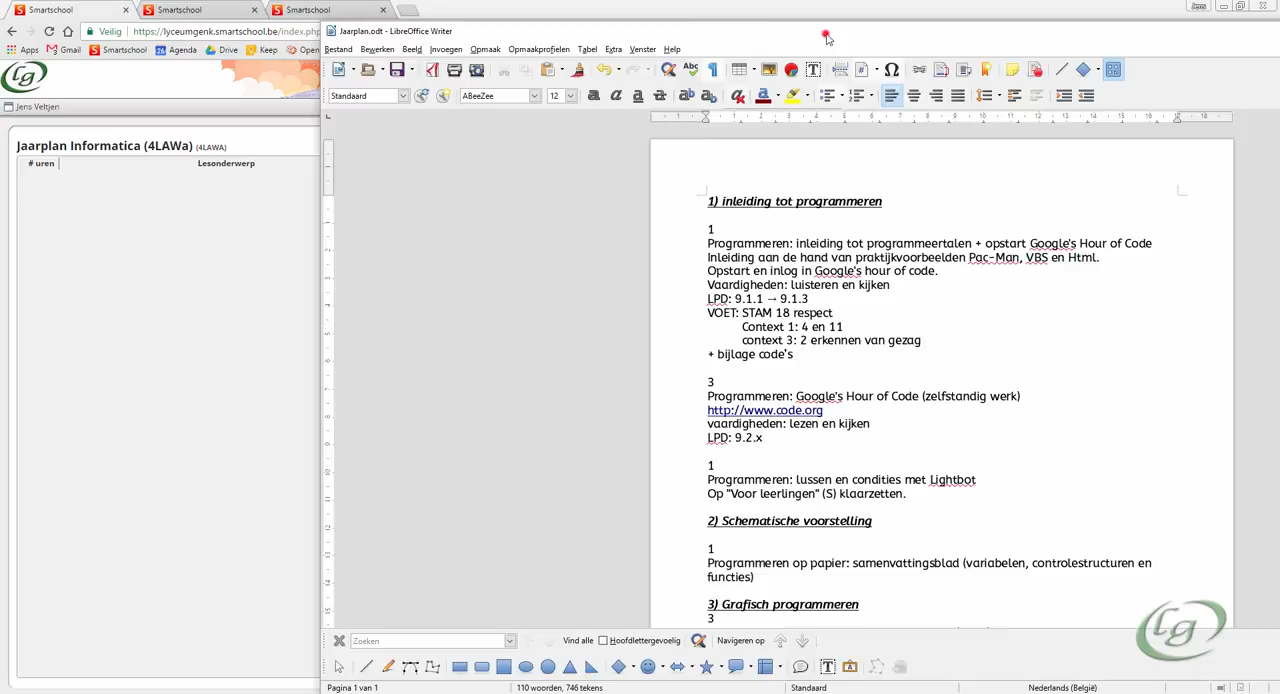 Smartschool
Smartschool
Smartschool
Jens
Veilig
https://lyceumgenk.smartschool.be/index.php
Apps
Gmail
Smartschool
26
Agenda
Drive
Keep
Open
lg
Jens Veltjen
Jaarplan Informatica (4LAWa) (4LAWA)
# uren
Lesonderwerp
Jaarplan.odt - LibreOffice Writer
Bestand Bewerken Beeld Invoegen Opmaak Opmaakprofielen Tabel Extra Venster Help
Standaard
ABeeZee
12
1) inleiding tot programmeren
1
Programmeren: inleiding tot programmeertalen + opstart Google's Hour of Code
Inleiding aan de hand van praktijkvoorbeelden Pac-Man, VBS en Html.
Opstart en inlog in Google's hour of code.
Vaardigheden: luisteren en kijken
LPD: 9.1.1 → 9.1.3
VOET: STAM 18 respect
Context 1: 4 en 11
context 3: 2 erkennen van gezag
+ bijlage code's
3
Programmeren: Google's Hour of Code (zelfstandig werk)
http://www.code.org
vaardigheden: lezen en kijken
LPD: 9.2.x
1
Programmeren: lussen en condities met Lightbot
Op "Voor leerlingen" (S) klaarzetten.
2) Schematische voorstelling
1
Programmeren op papier: samenvattingsblad (variabelen, controlestructuren en
functies)
3) Grafisch programmeren
3
lg
Zoeken
Vind alle
Hoofdlettergevoelig
Navigeren op
Pagina 1 van 1
110 woorden, 746 tekens
Standaard
Nederlands (België)